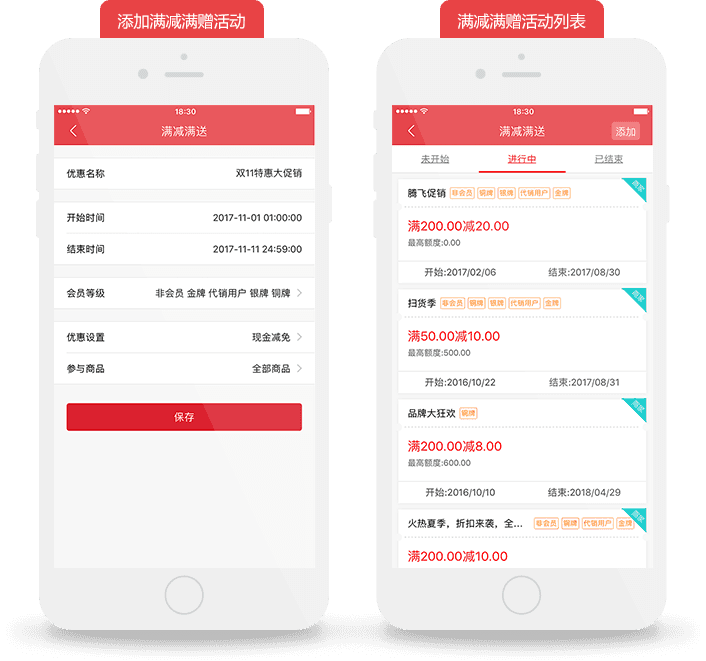 添加满减满赠活动
18:30
满减满送
优惠名称 双11特惠大促销
开始时间 2017-11-01 01:00:00
结束时间 2017-11-11 24:59:00
会员等级 非会员 金牌 代销用户 银牌 铜牌
优惠设置 现金减免
参与商品 全部商品
保存
满减满赠活动列表
18:30
满减满送 添加
未开始 进行中 已结束
腾飞促销 非会员 铜牌 银牌 代销用户 金牌
商家
满200.00减20.00
最高额度:0.00
开始:2017/02/06 结束:2017/08/30
扫货季 非会员 铜牌 银牌 代销用户 金牌
商家
满50.00减10.00
最高额度:500.00
开始:2016/10/22 结束:2017/08/31
品牌大狂欢 铜牌
商家
满200.00减8.00
最高额度:600.00
开始:2016/10/10 结束:2018/04/29
火热夏季，折扣来袭，全... 非会员 铜牌 代销用户 金牌
商家
满200.00减10.00